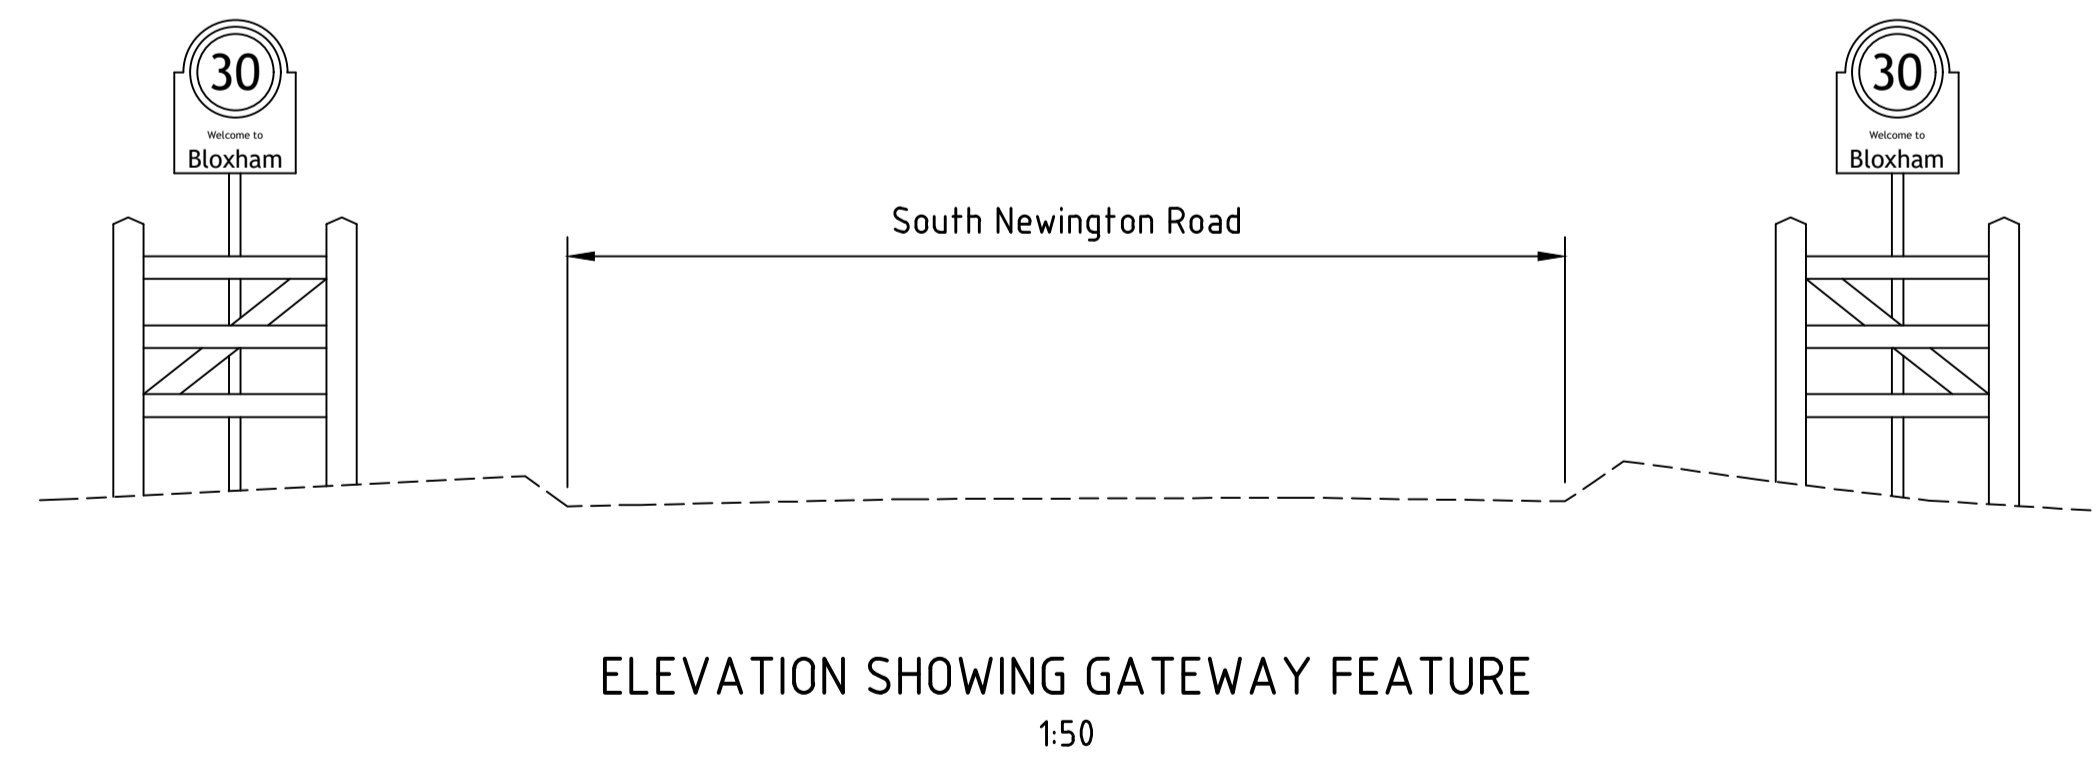 30
Welcome to
Bloxham
30
Welcome to
Bloxham
South Newington Road
ELEVATION SHOWING GATEWAY FEATURE
1:50